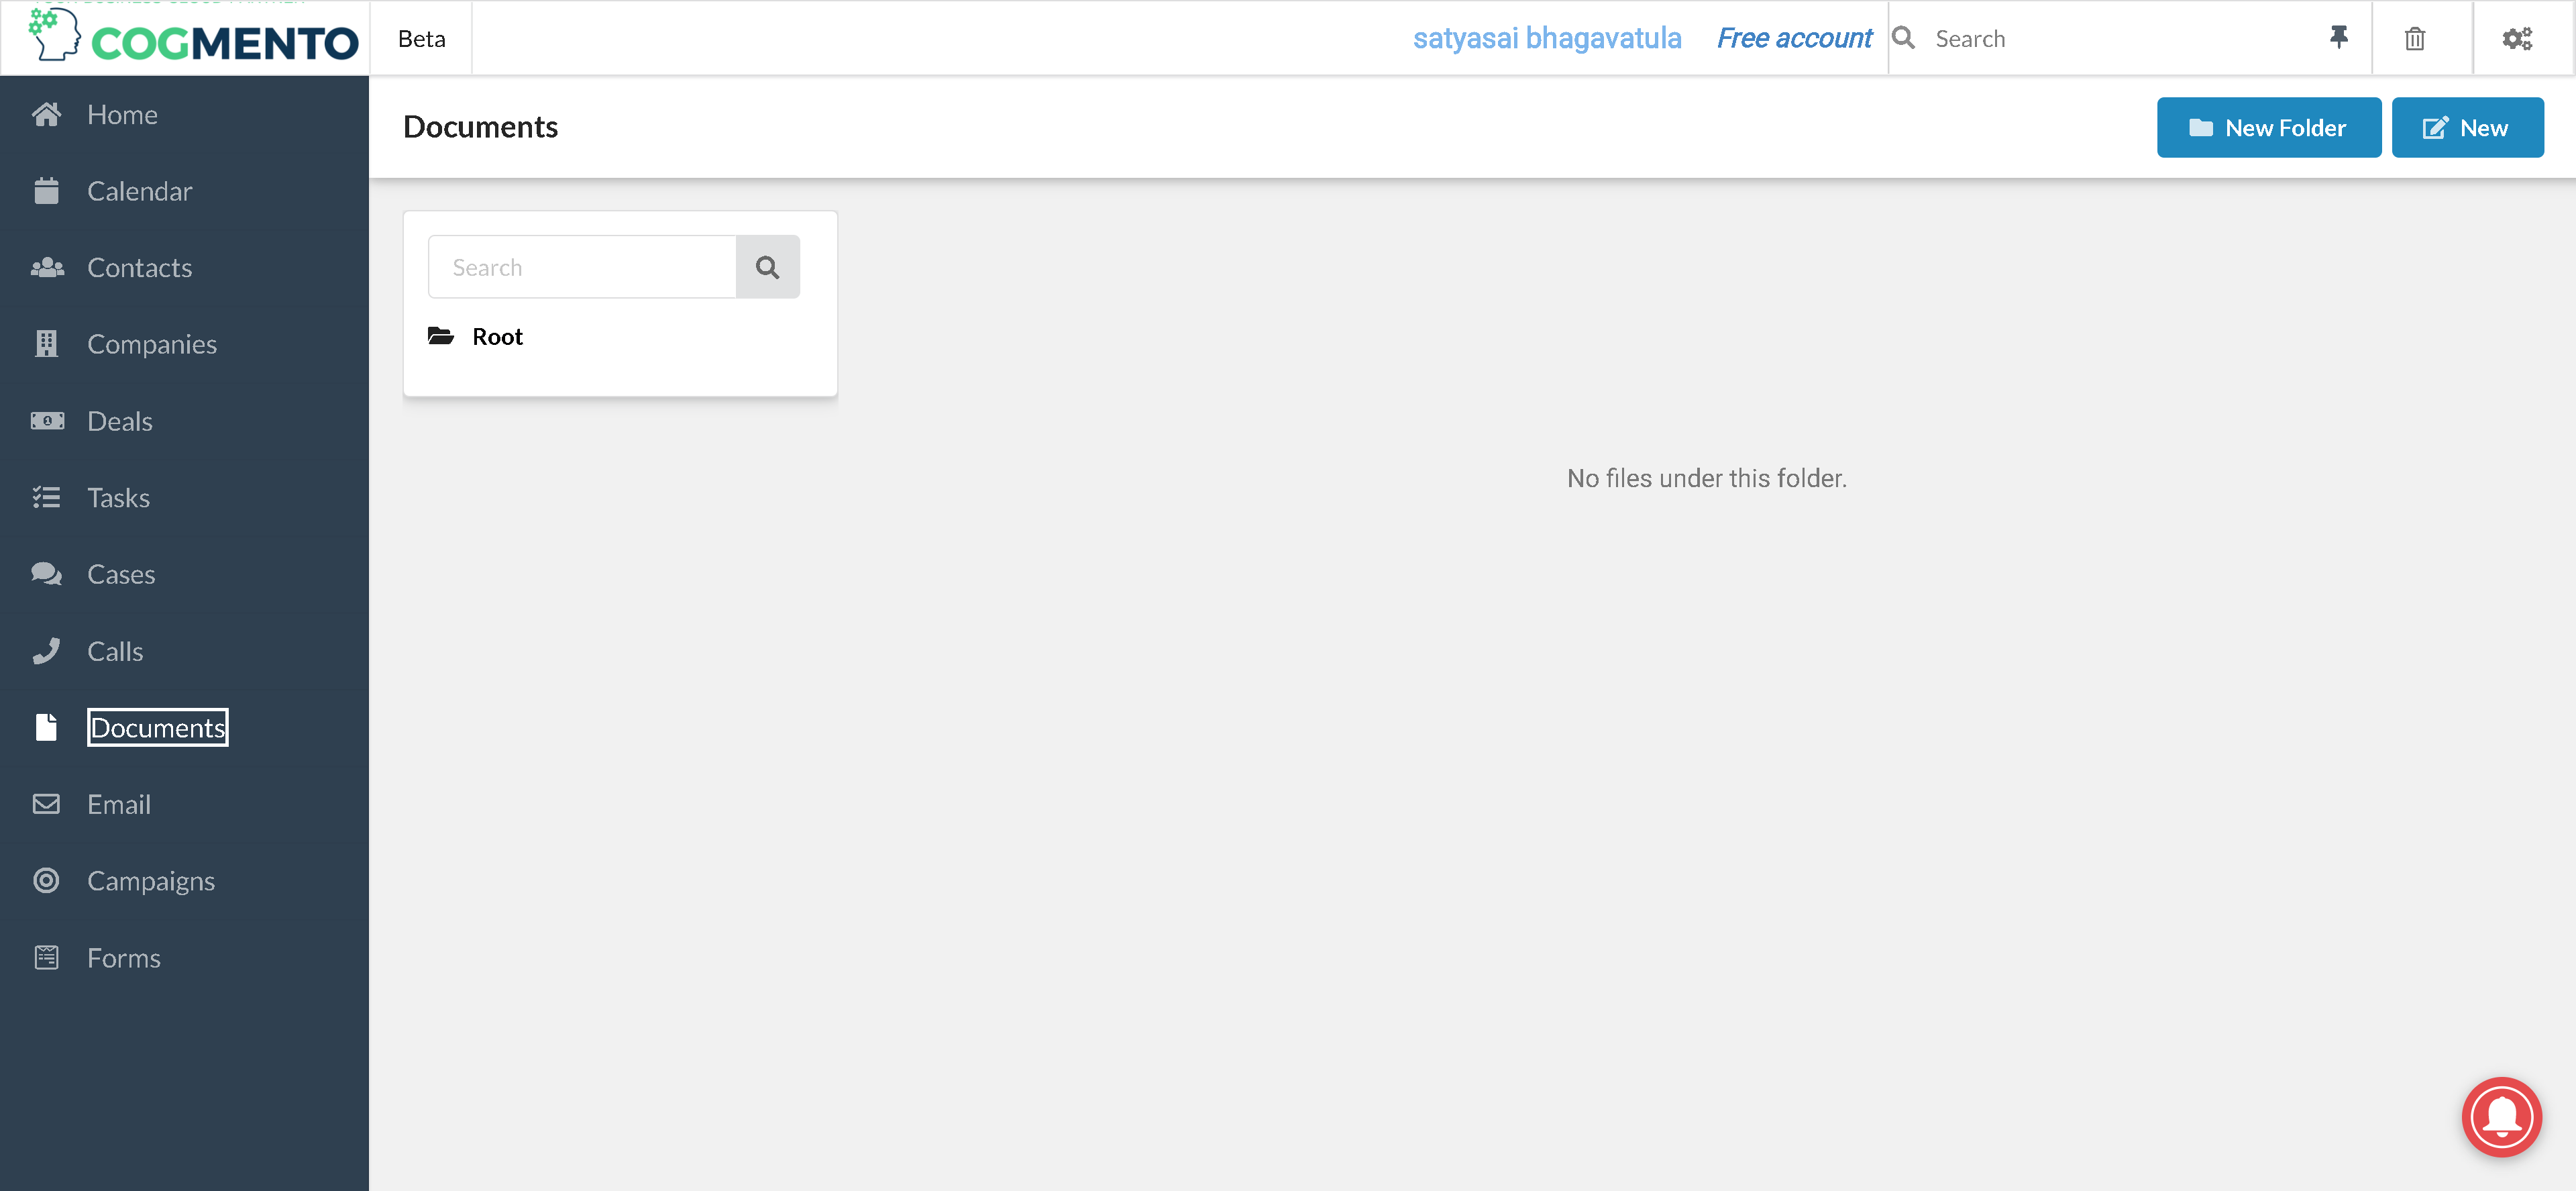 COGMENTO
Beta
satyasai bhagavatula
Free account
Search
Home
Calendar
Contacts
Companies
Deals
Tasks
Cases
Calls
Documents
Email
Campaigns
Forms
Documents
New Folder
New
Search
Root
No files under this folder.